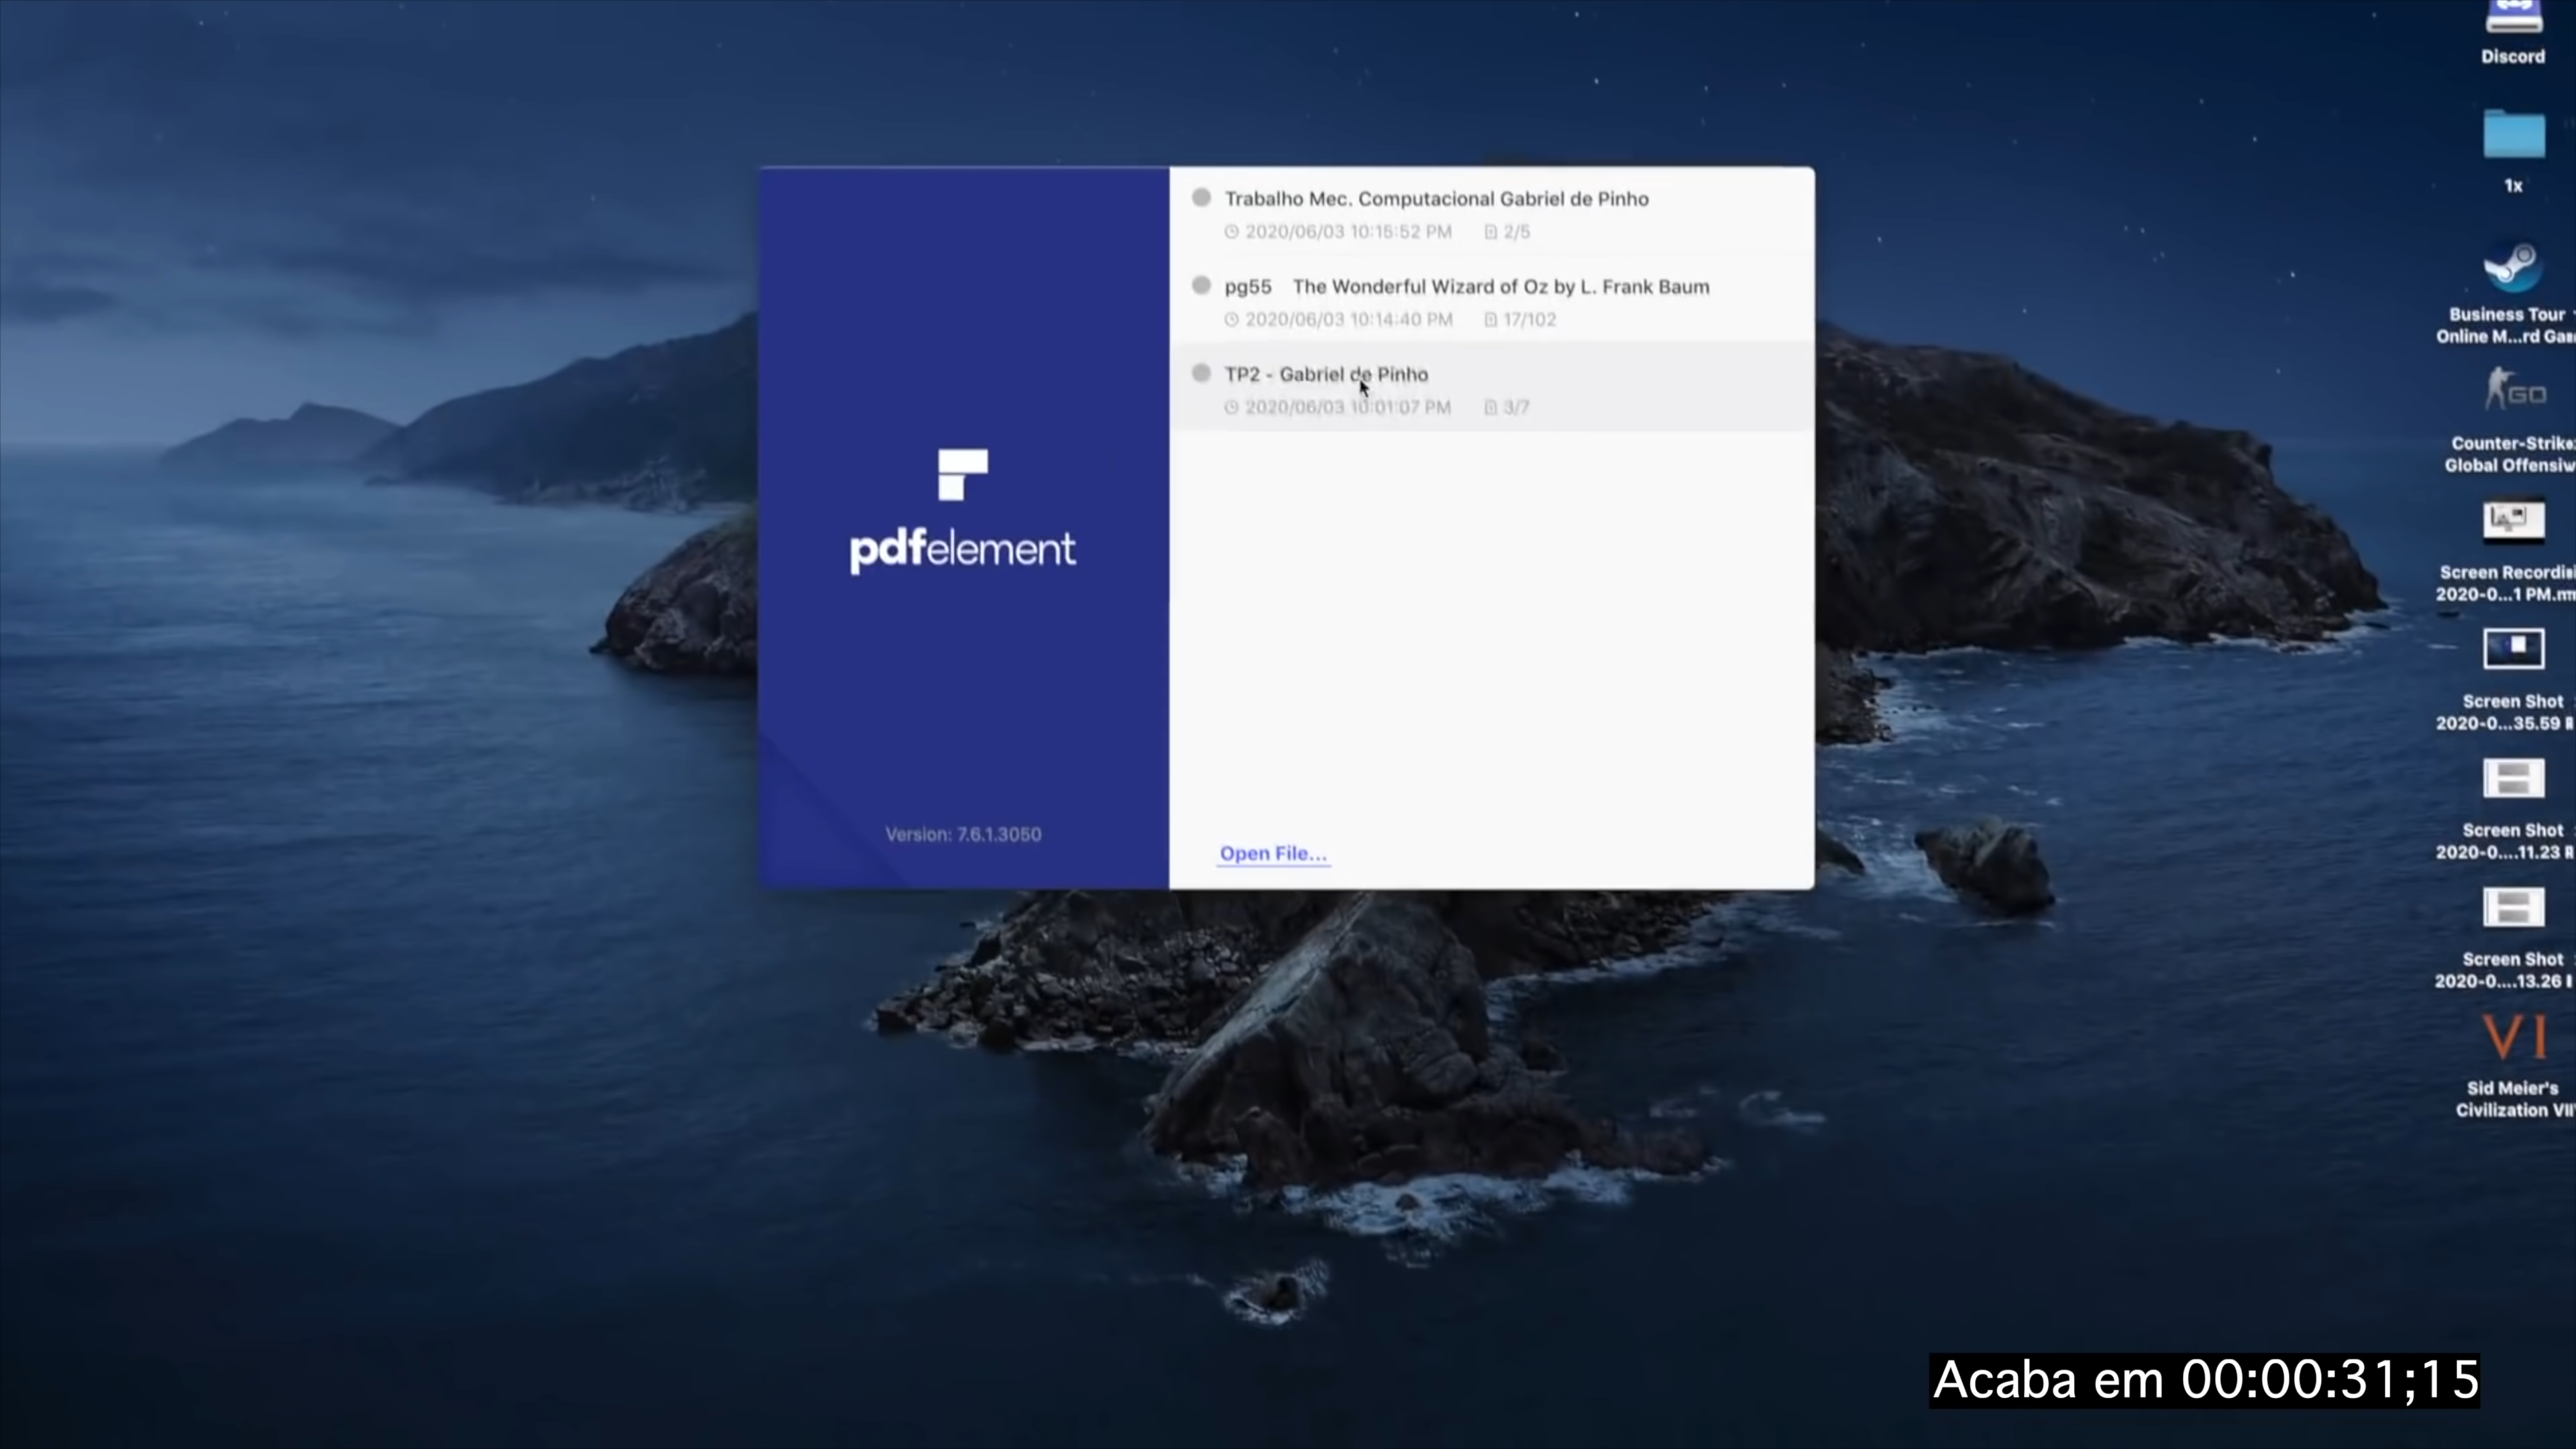 Trabalho Mec. Computacional Gabriel de Pinho
2020/06/03 10:15:52 PM 2/5
pg55 The Wonderful Wizard of Oz by L. Frank Baum
2020/06/03 10:14:40 PM 17/102
TP2 - Gabriel de Pinho
2020/06/03 10:01:07 PM 3/7
pdfelement
Version: 7.6.1.3050
Open File...
Discord
1x
Business Tour
Online M...rd Gam
GO
Counter-Strike:
Global Offensiv
Screen Recordi
2020-0...1 PM.m
Screen Shot
2020-0...35.59
Screen Shot
2020-0....11.23
Screen Shot
2020-0....13.26
VI
Sid Meier's
Civilization VI
Acaba em 00:00:31;15